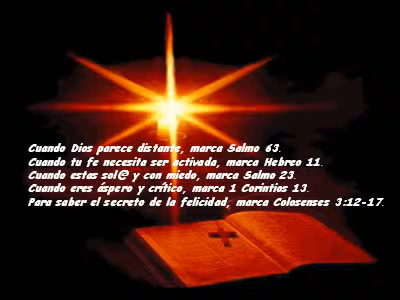 Cuando Dios parece distante, marca Salmo 63.
Cuando tu fe necesita ser activada, marca Hebreo 11.
Cuando estas sol@ y con miedo, marca Salmo 23.
Cuando eres áspero y crítico, marca 1 Corintios 13.
Para saber el secreto de la felicidad, marca Colosenses 3:12-17.